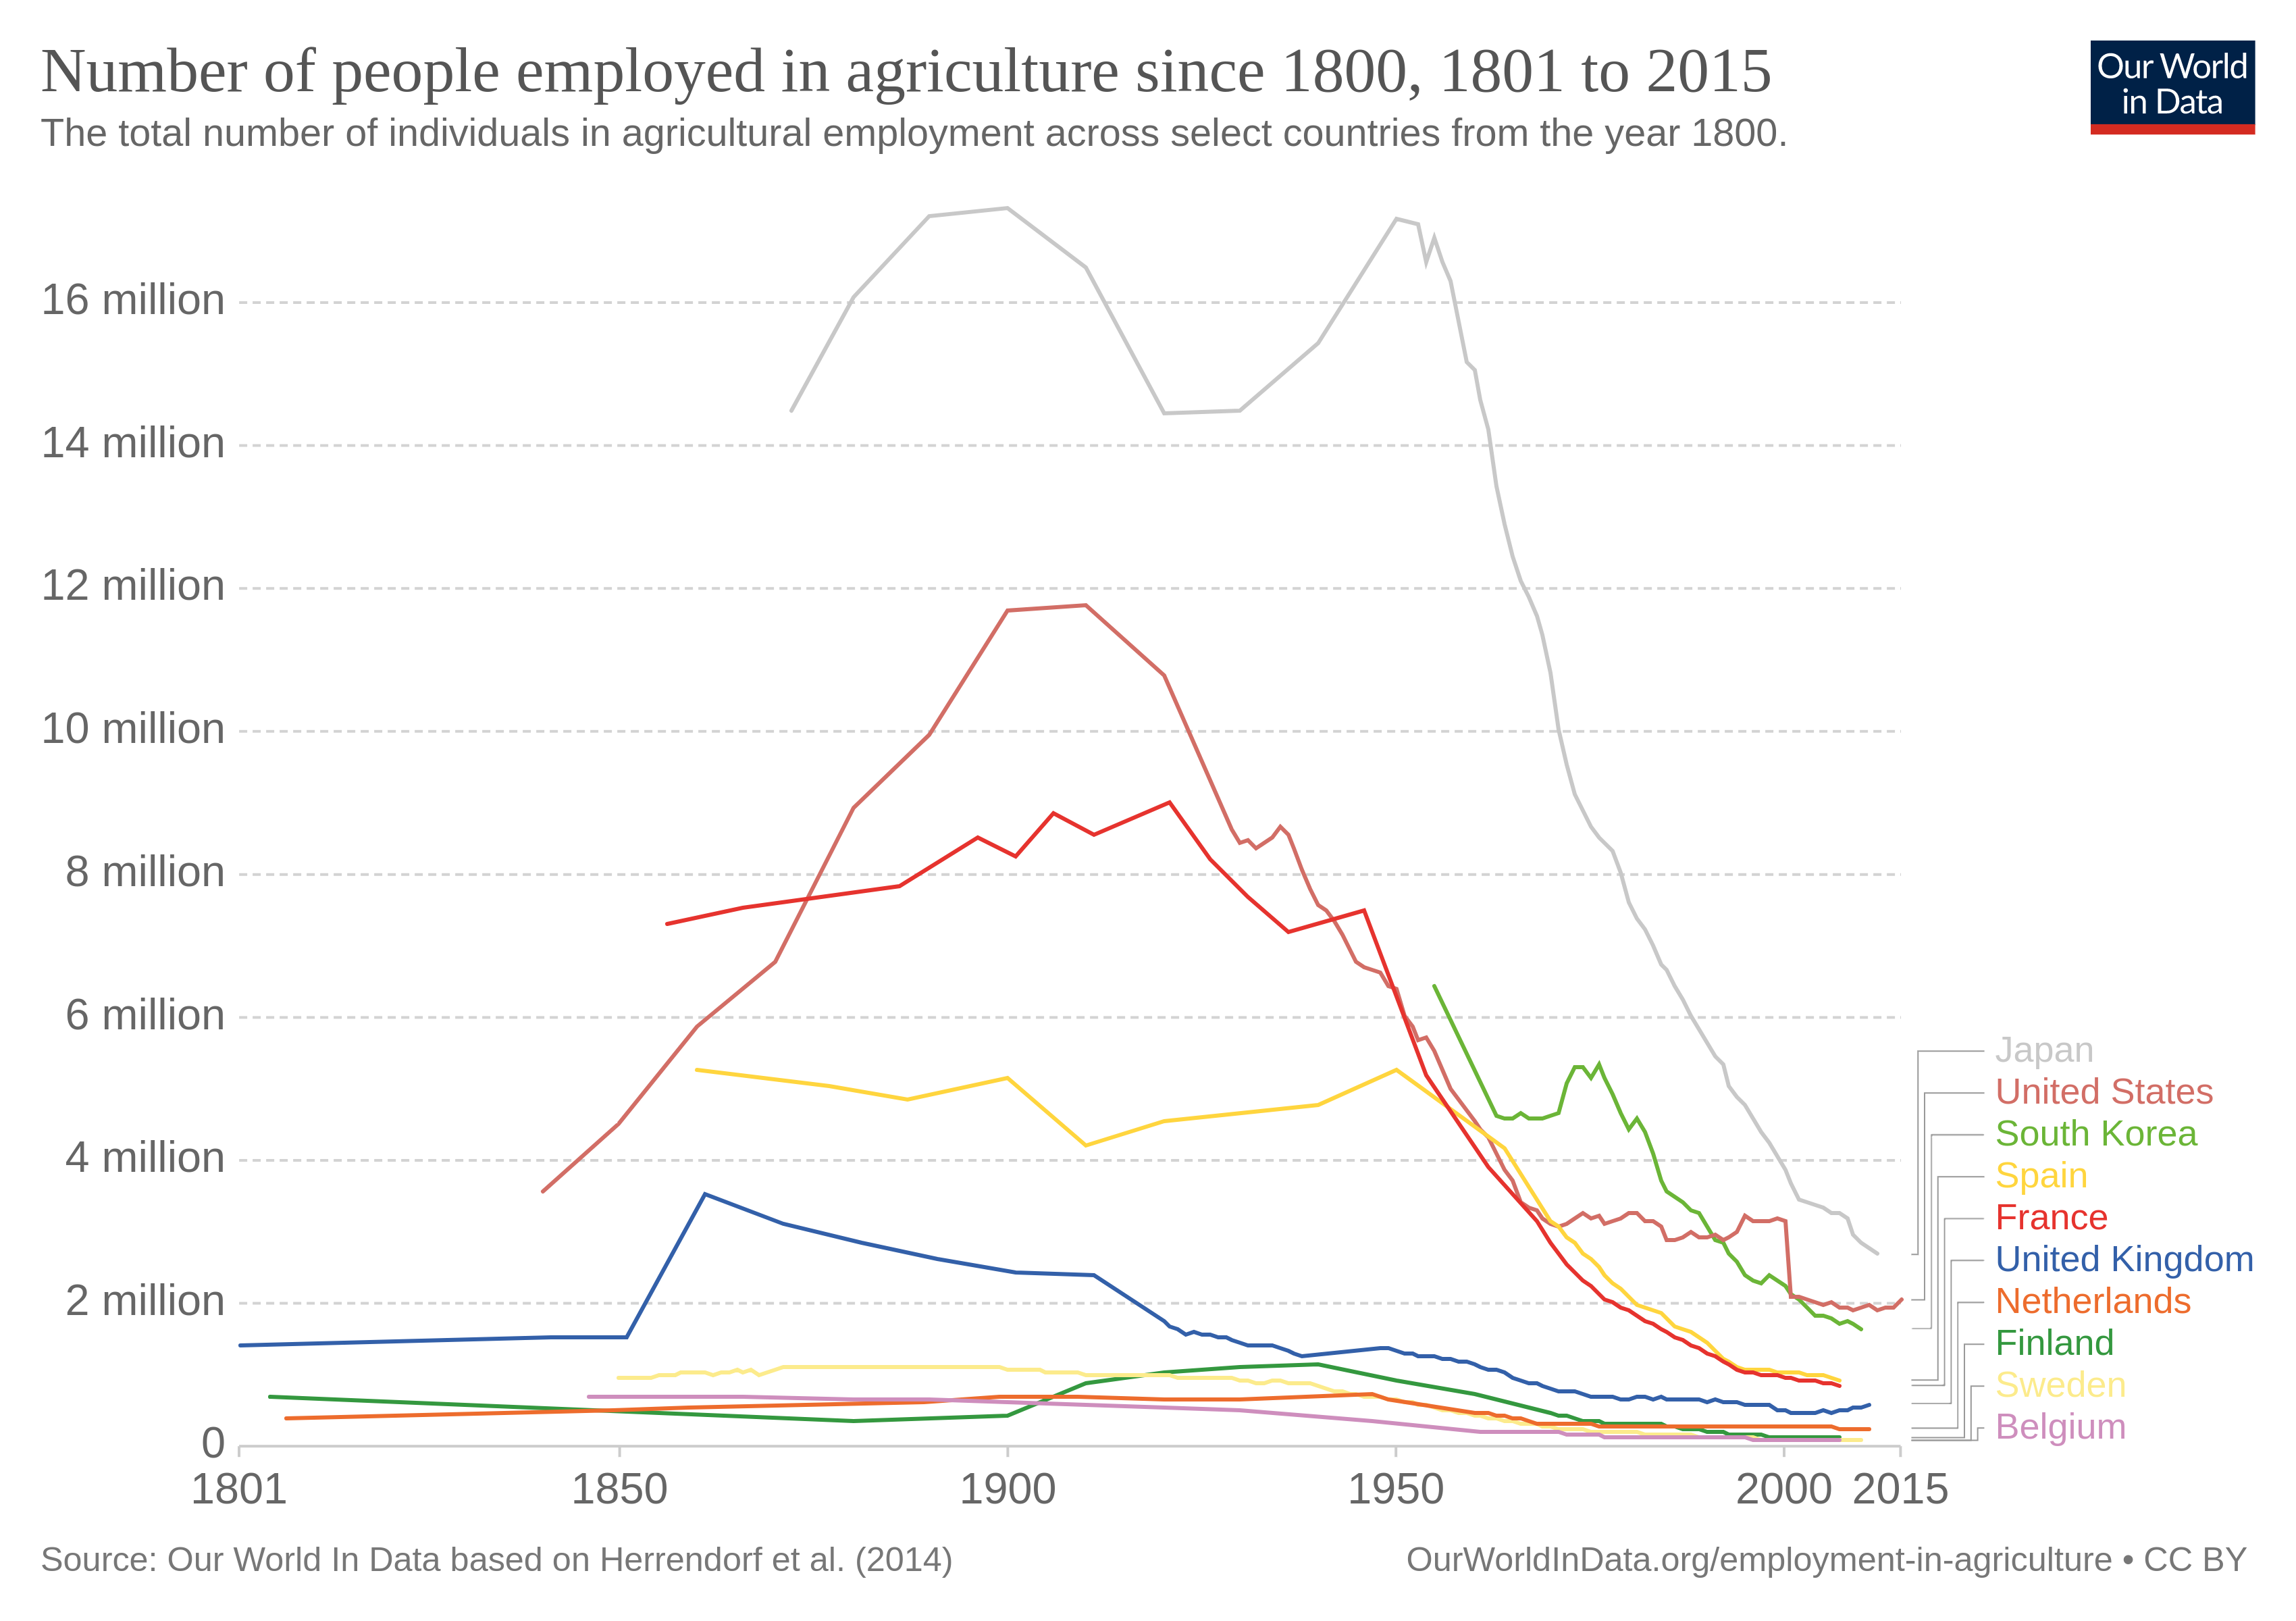 Number of people employed in agriculture since 1800, 1801 to 2015
The total number of individuals in agricultural employment across select countries from the year 1800.
Our World
in Data
16 million
14 million
12 million
10 million
8 million
6 million
4 million
2 million
0
Japan
United States
South Korea
Spain
France
United Kingdom
Netherlands
Finland
Sweden
Belgium
1801 1850 1900 1950 2000 2015
Source: Our World In Data based on Herrendorf et al. (2014)
OurWorldInData.org/employment-in-agriculture • CC BY